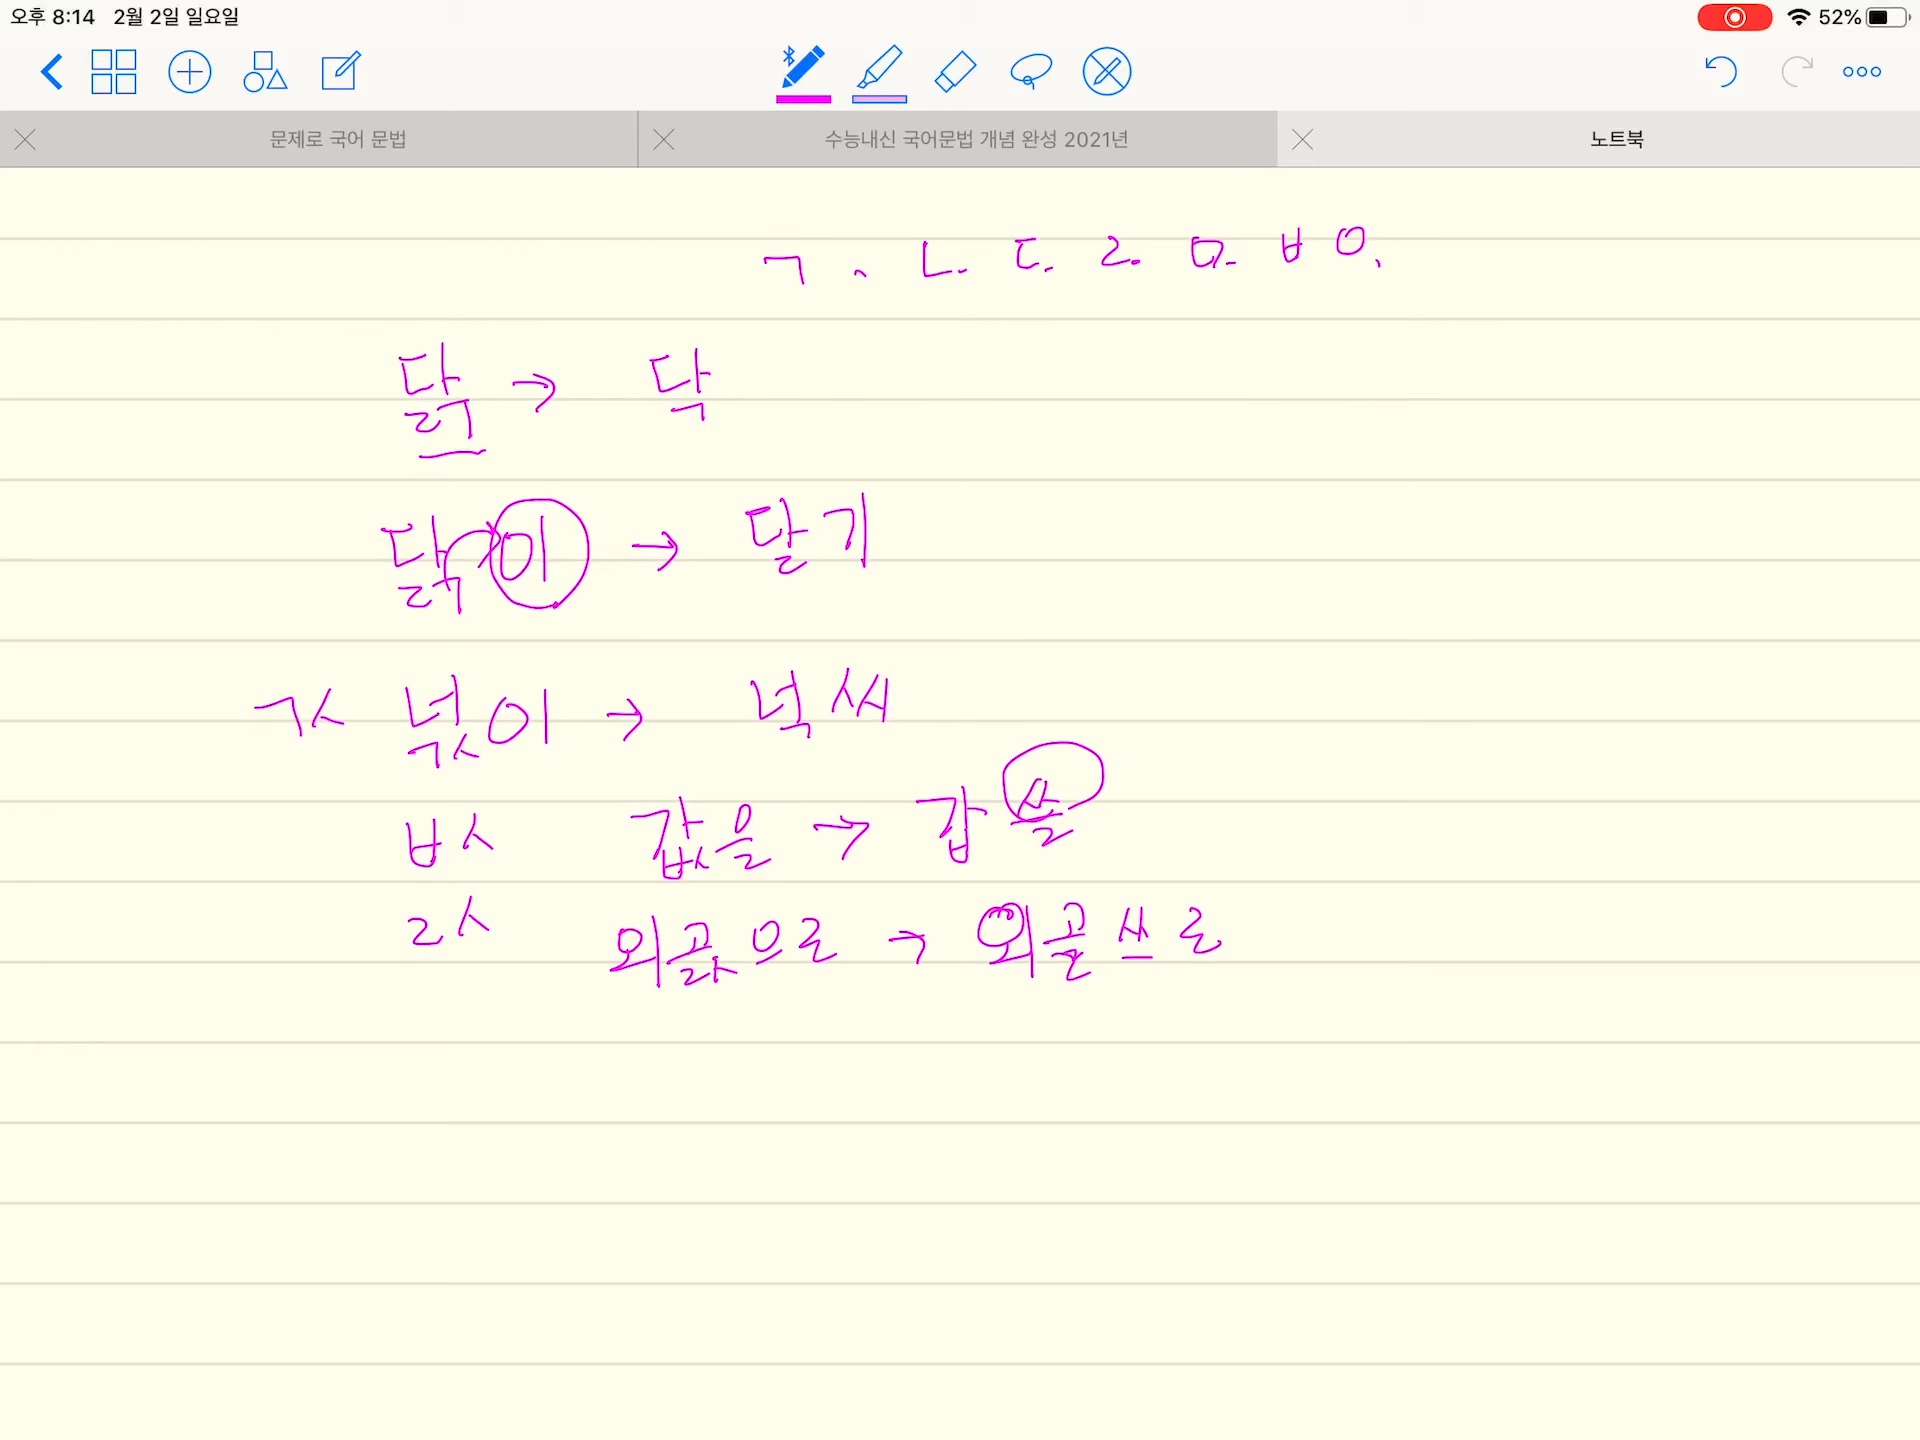 오후 8:14 2월 2일 일요일 52%
문제로 국어 문법 수능내신 국어문법 개념 완성 2021년 노트북
ㄱ. ㄴ. ㄷ. ㄹ. ㅁ. ㅂ ㅇ.
닭 → 닥
닭이 → 달기
ㄱㅅ 넋이 → 넉씨
ㅂㅅ 값을 → 갑쓸
ㄹㅅ 외곬으로 → 외골쓰로